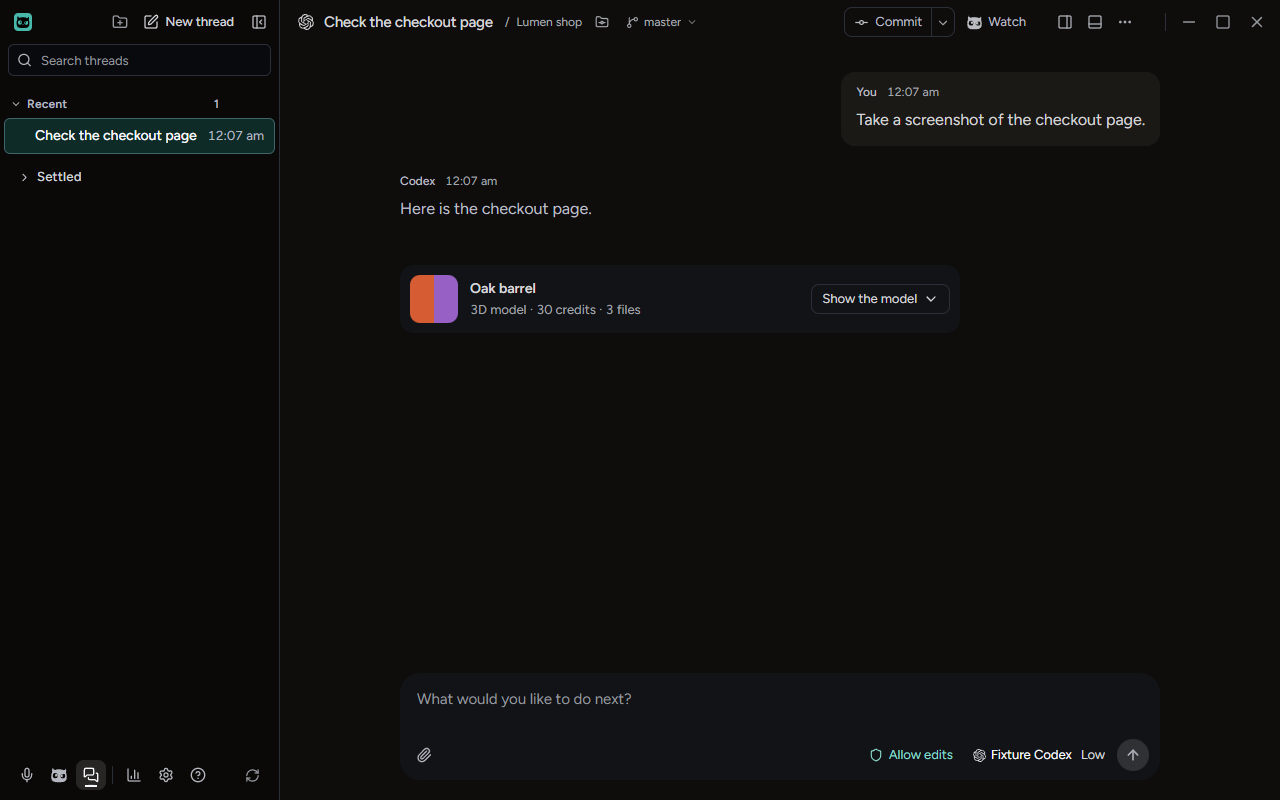 New thread
Search threads
Recent 1
Check the checkout page 12:07 am
Settled
Check the checkout page / Lumen shop master
Commit
Watch
You 12:07 am
Take a screenshot of the checkout page.
Codex 12:07 am
Here is the checkout page.
Oak barrel
3D model · 30 credits · 3 files
Show the model
What would you like to do next?
Allow edits
Fixture Codex Low